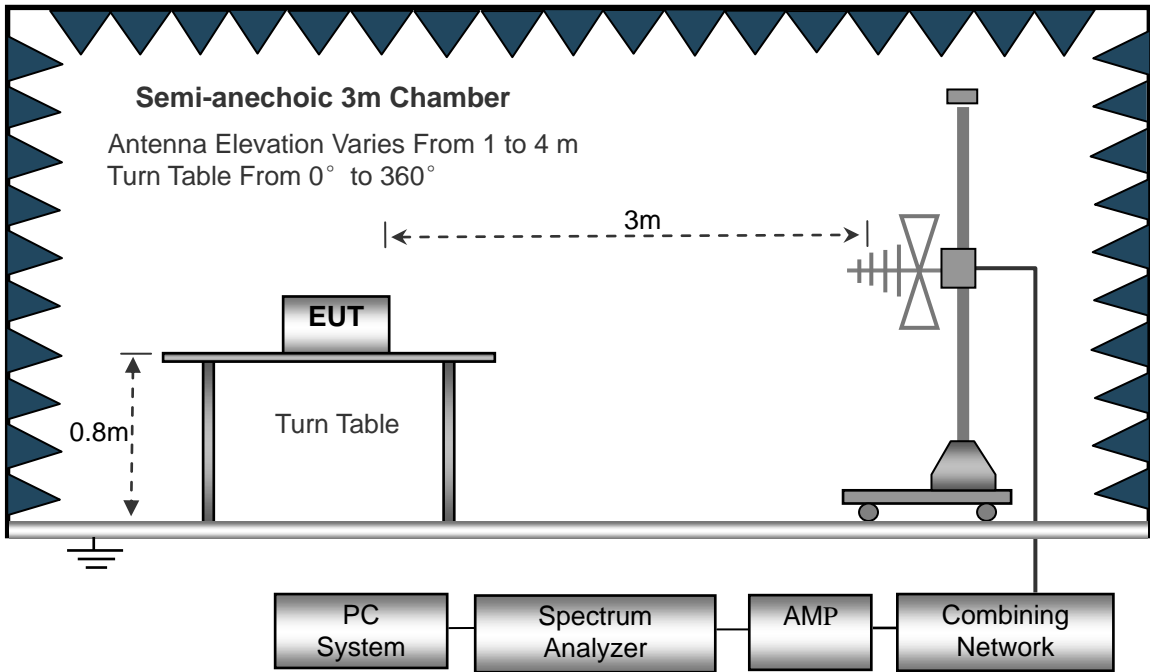 Semi-anechoic 3m Chamber
Antenna Elevation Varies From 1 to 4 m
Turn Table From 0° to 360°
3m
EUT
0.8m
Turn Table
PC
System
Spectrum
Analyzer
AMP
Combining
Network